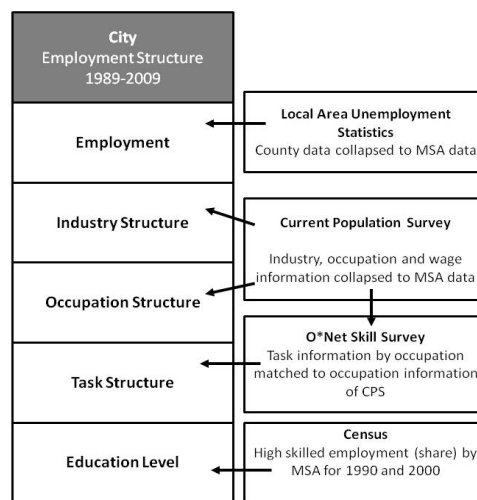 City
Employment Structure
1989-2009
Employment
Industry Structure
Occupation Structure
Task Structure
Education Level
Local Area Unemployment
Statistics
County data collapsed to MSA data
Current Population Survey
Industry, occupation and wage
information collapsed to MSA data
O*Net Skill Survey
Task information by occupation
matched to occupation information
of CPS
Census
High skilled employment (share) by
MSA for 1990 and 2000